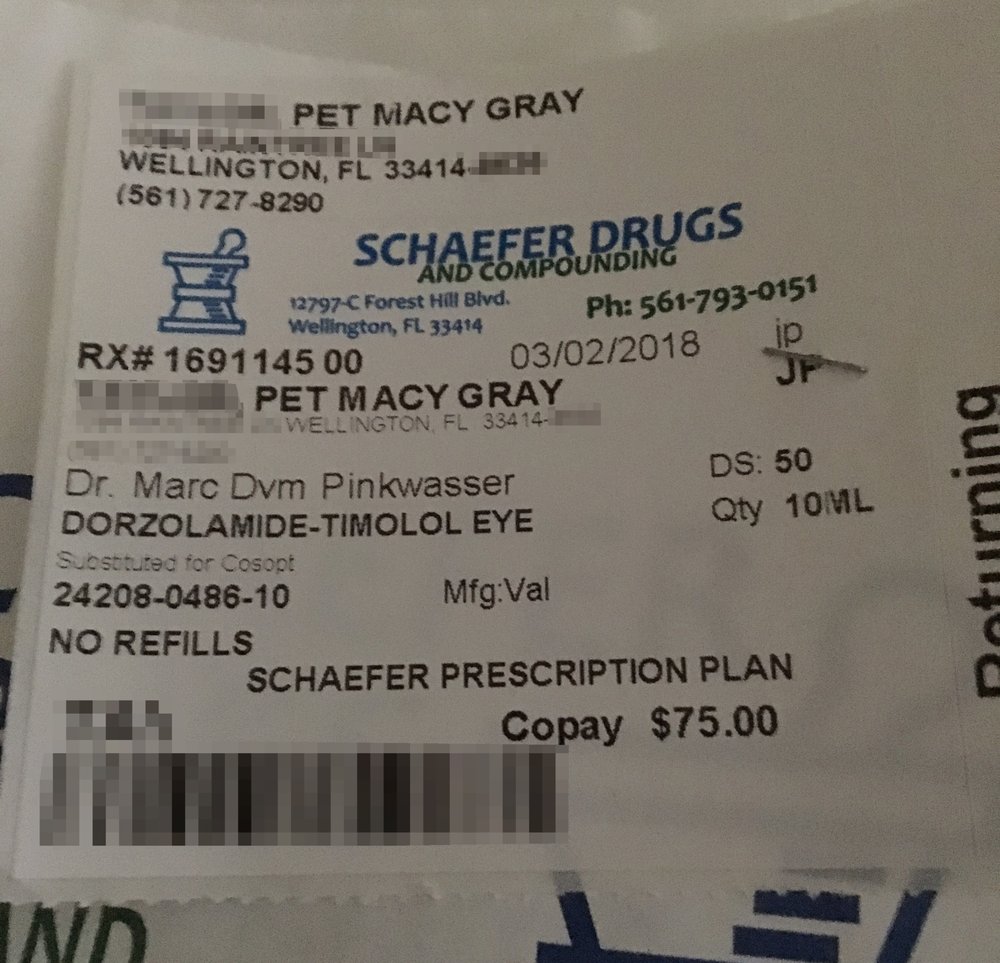 PET MACY GRAY
WELLINGTON, FL 33414-
(561) 727-8290
SCHAEFER DRUGS
AND COMPOUNDING
12797-C Forest Hill Blvd.
Wellington, FL 33414
Ph: 561-793-0151
RX# 1691145 00
03/02/2018
jp
JF
PET MACY GRAY
WELLINGTON, FL 33414-
Dr. Marc Dvm Pinkwasser
DS: 50
DORZOLAMIDE-TIMOLOL EYE
Qty 10ML
Substituted for Cosopt
24208-0486-10
Mfg:Val
NO REFILLS
SCHAEFER PRESCRIPTION PLAN
Copay $75.00
Returning
AND